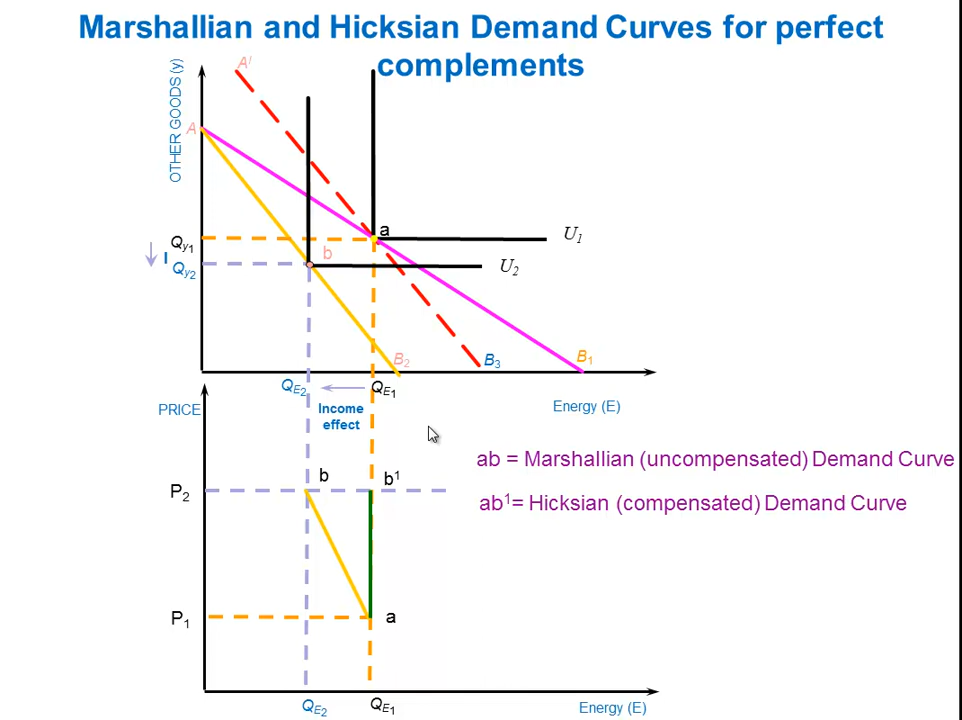 Marshallian and Hicksian Demand Curves for perfect
complements
OTHER GOODS (y)
A/
A
a
U1
Qy1
b
I
Qy2
U2
B2
B3
B1
QE2
QE1
Energy (E)
PRICE
Income
effect
ab = Marshallian (uncompensated) Demand Curve
b
b1
P2
ab1= Hicksian (compensated) Demand Curve
P1
a
QE2
QE1
Energy (E)